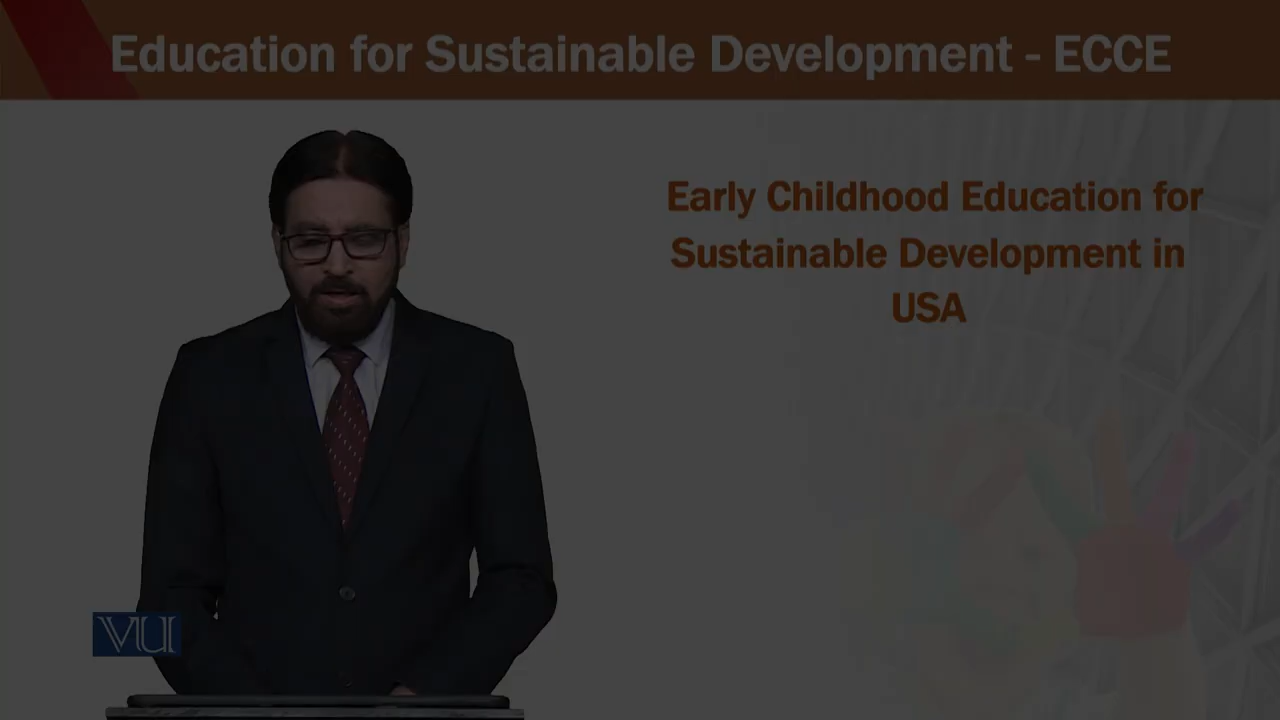 Education for Sustainable Development - ECCE
Early Childhood Education for
Sustainable Development in
USA
VU